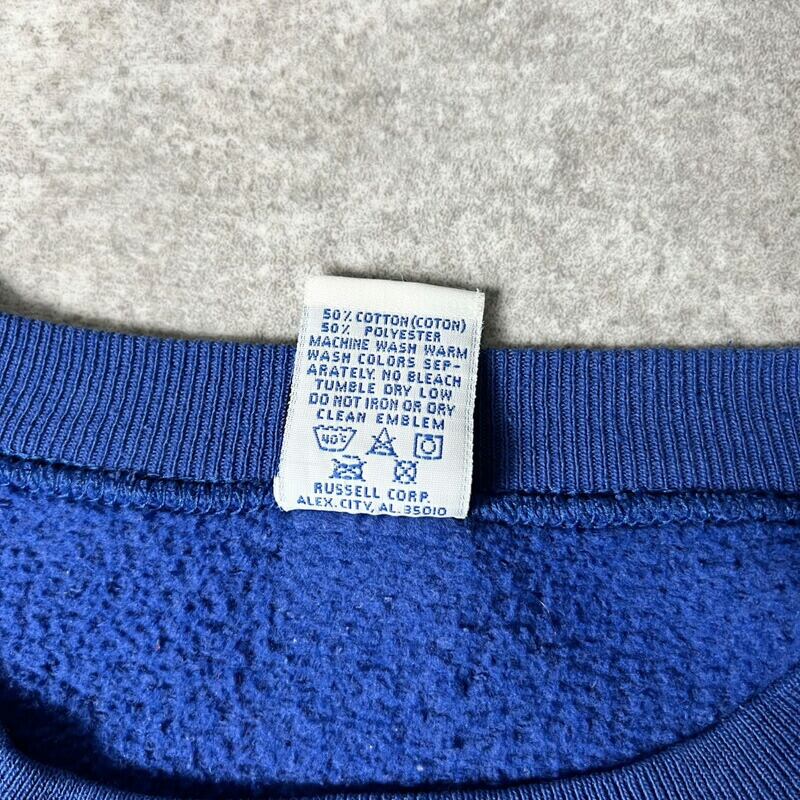 50% COTTON (COTON)
50% POLYESTER
MACHINE WASH WARM
WASH COLORS SEP-
ARATELY. NO BLEACH
TUMBLE DRY LOW
DO NOT IRON OR DRY
CLEAN EMBLEM
40°C
RUSSELL CORP.
ALEX. CITY, AL. 35010